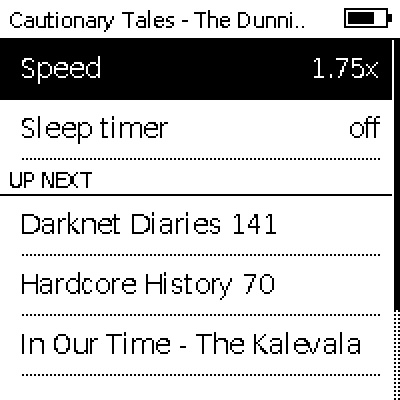 Cautionary Tales - The Dunni..
Speed 1.75x
Sleep timer off
UP NEXT
Darknet Diaries 141
Hardcore History 70
In Our Time - The Kalevala